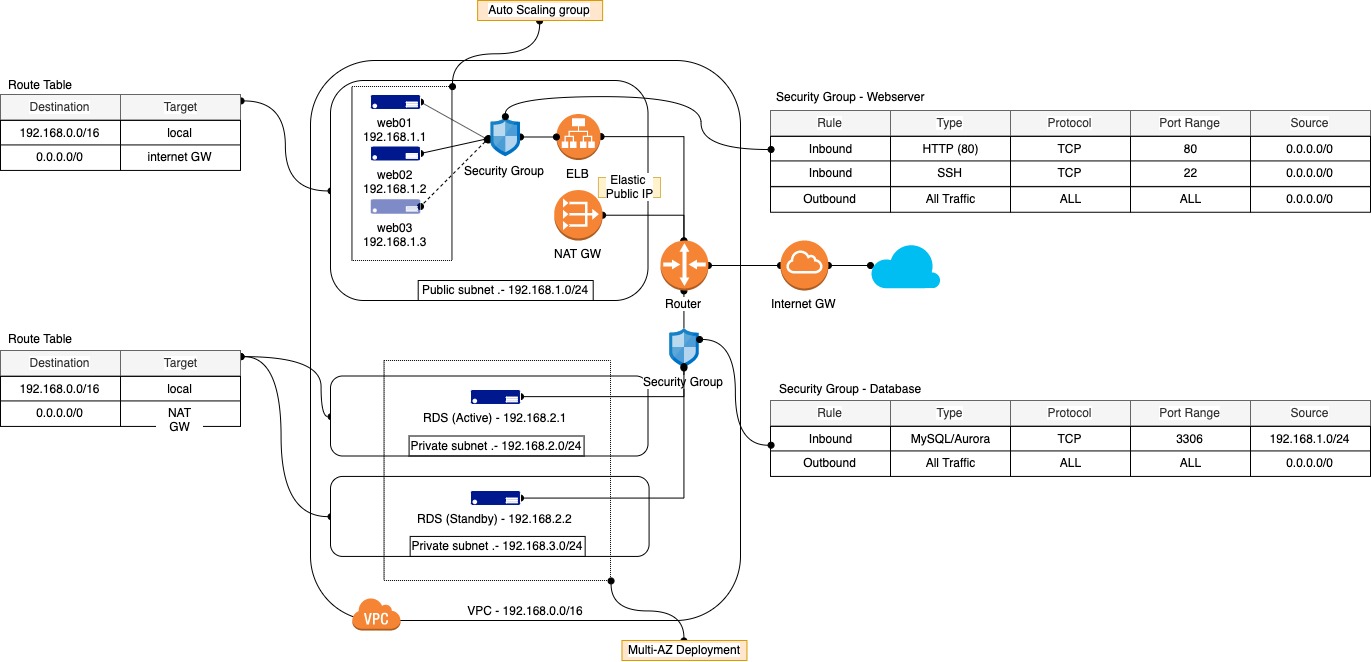 Auto Scaling group
Route Table
Destination Target
192.168.0.0/16 local
0.0.0.0/0 internet GW
web01
192.168.1.1
web02
192.168.1.2
web03
192.168.1.3
Security Group
ELB
Elastic
Public IP
NAT GW
Public subnet .- 192.168.1.0/24
Router
Internet GW
Security Group - Webserver
Rule Type Protocol Port Range Source
Inbound HTTP (80) TCP 80 0.0.0.0/0
Inbound SSH TCP 22 0.0.0.0/0
Outbound All Traffic ALL ALL 0.0.0.0/0
Route Table
Destination Target
192.168.0.0/16 local
0.0.0.0/0 NAT
GW
Security Group
RDS (Active) - 192.168.2.1
Private subnet .- 192.168.2.0/24
RDS (Standby) - 192.168.2.2
Private subnet .- 192.168.3.0/24
Security Group - Database
Rule Type Protocol Port Range Source
Inbound MySQL/Aurora TCP 3306 192.168.1.0/24
Outbound All Traffic ALL ALL 0.0.0.0/0
VPC
VPC - 192.168.0.0/16
Multi-AZ Deployment